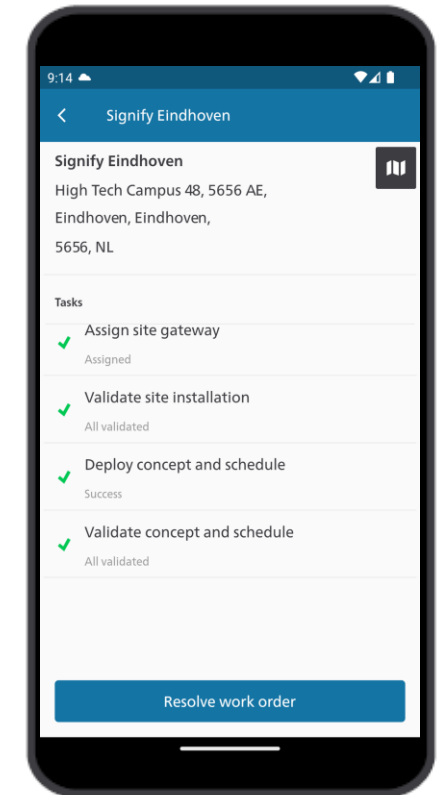 9:14
Signify Eindhoven
Signify Eindhoven
High Tech Campus 48, 5656 AE,
Eindhoven, Eindhoven,
5656, NL
Tasks
Assign site gateway
Assigned
Validate site installation
All validated
Deploy concept and schedule
Success
Validate concept and schedule
All validated
Resolve work order